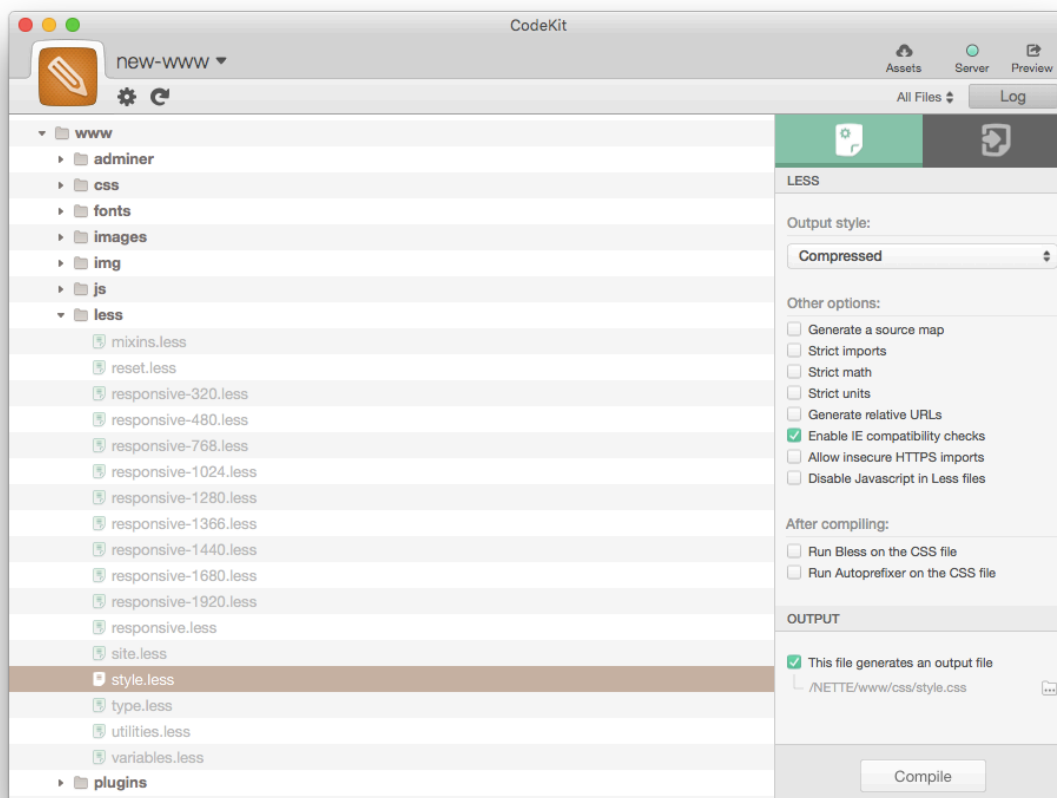 CodeKit
new-www
Assets
Server
Preview
All Files
Log
www
adminer
css
fonts
images
img
js
less
mixins.less
reset.less
responsive-320.less
responsive-480.less
responsive-768.less
responsive-1024.less
responsive-1280.less
responsive-1366.less
responsive-1440.less
responsive-1680.less
responsive-1920.less
responsive.less
site.less
style.less
type.less
utilities.less
variables.less
plugins
LESS
Output style:
Compressed
Other options:
Generate a source map
Strict imports
Strict math
Strict units
Generate relative URLs
Enable IE compatibility checks
Allow insecure HTTPS imports
Disable Javascript in Less files
After compiling:
Run Bless on the CSS file
Run Autoprefixer on the CSS file
OUTPUT
This file generates an output file
/NETTE/www/css/style.css
Compile